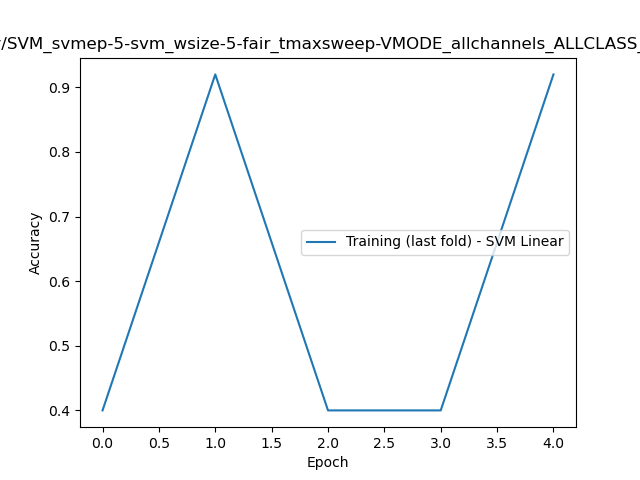 /SVM_svmep-5-svm_wsize-5-fair_tmaxsweep-VMODE_allchannels_ALLCLASS_
0.9
0.8
0.7
0.6
0.5
0.4
Accuracy
Training (last fold) - SVM Linear
0.0 0.5 1.0 1.5 2.0 2.5 3.0 3.5 4.0
Epoch